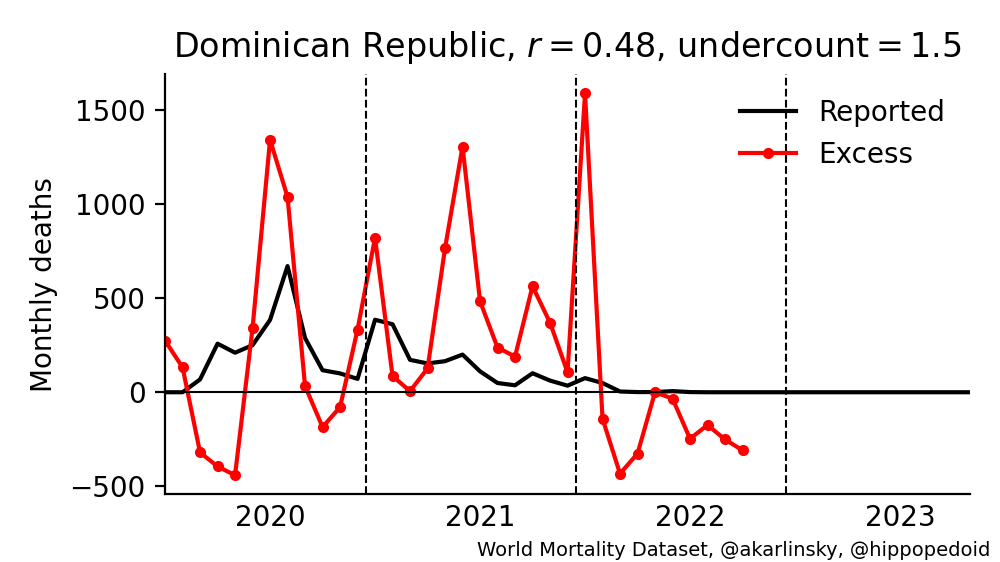 Dominican Republic, r = 0.48, undercount = 1.5
Reported
Excess
Monthly deaths
1500
1000
500
0
−500
2020 2021 2022 2023
World Mortality Dataset, @akarlinsky, @hippopedoid